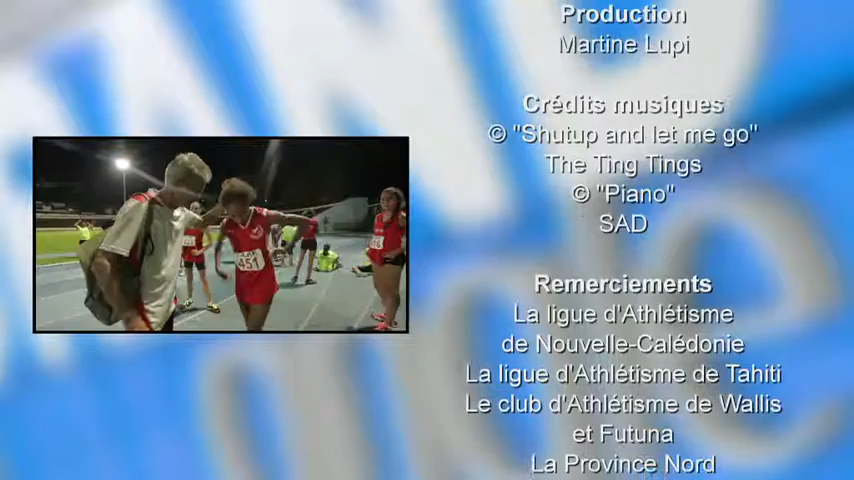 Production
Martine Lupi
Crédits musiques
© "Shutup and let me go"
The Ting Tings
© "Piano"
SAD
Remerciements
La ligue d'Athlétisme
de Nouvelle-Calédonie
La ligue d'Athlétisme de Tahiti
Le club d'Athlétisme de Wallis
et Futuna
La Province Nord
451